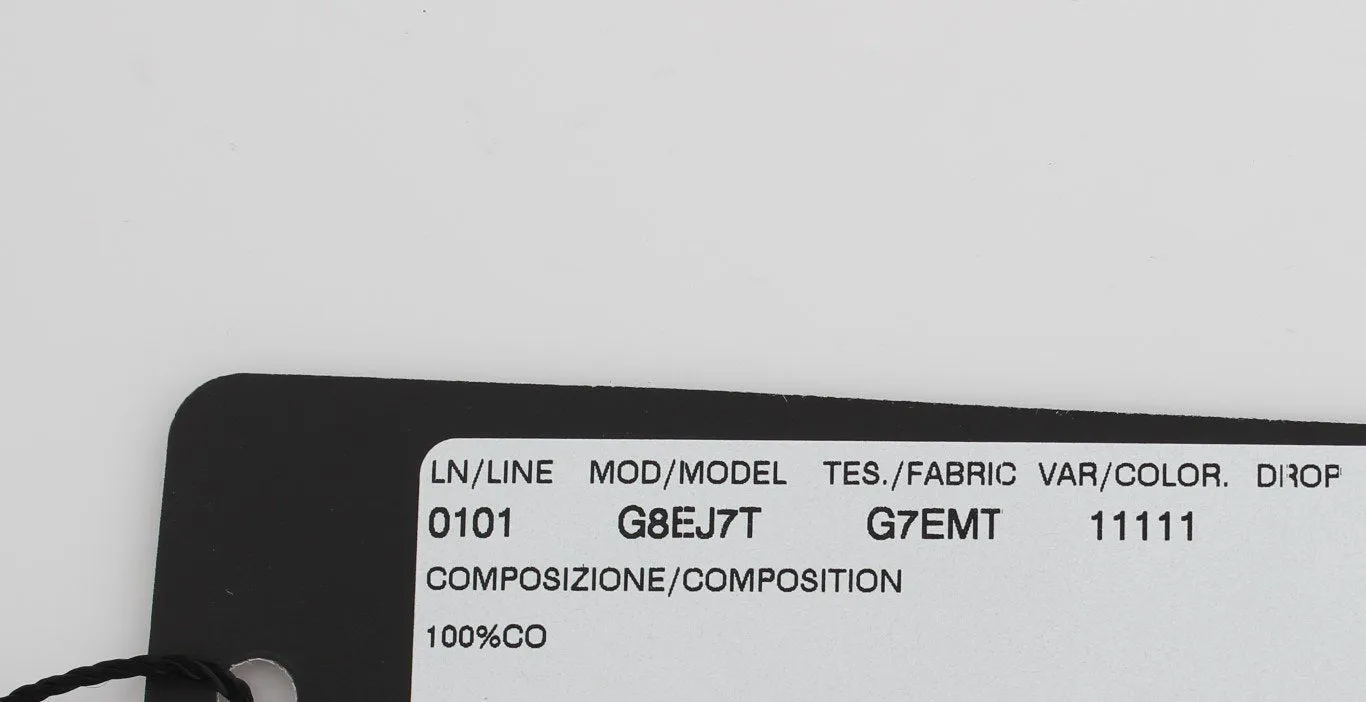 LN/LINE MOD/MODEL TES./FABRIC VAR/COLOR. DROP
0101 G8EJ7T G7EMT 11111
COMPOSIZIONE/COMPOSITION
100%CO